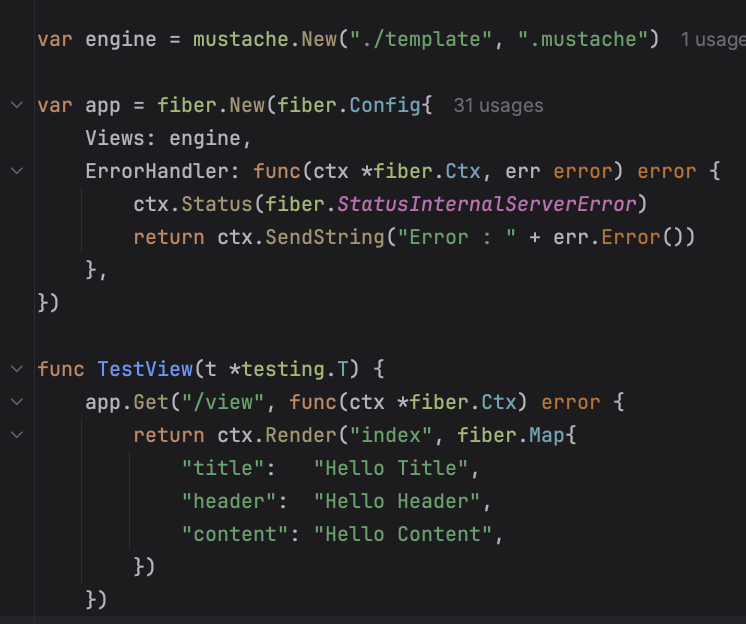 var engine = mustache.New("./template", ".mustache") 1 usage
var app = fiber.New(fiber.Config{ 31 usages
Views: engine,
ErrorHandler: func(ctx *fiber.Ctx, err error) error {
ctx.Status(fiber.StatusInternalServerError)
return ctx.SendString("Error : " + err.Error())
},
})
func TestView(t *testing.T) {
app.Get("/view", func(ctx *fiber.Ctx) error {
return ctx.Render("index", fiber.Map{
"title": "Hello Title",
"header": "Hello Header",
"content": "Hello Content",
})
})